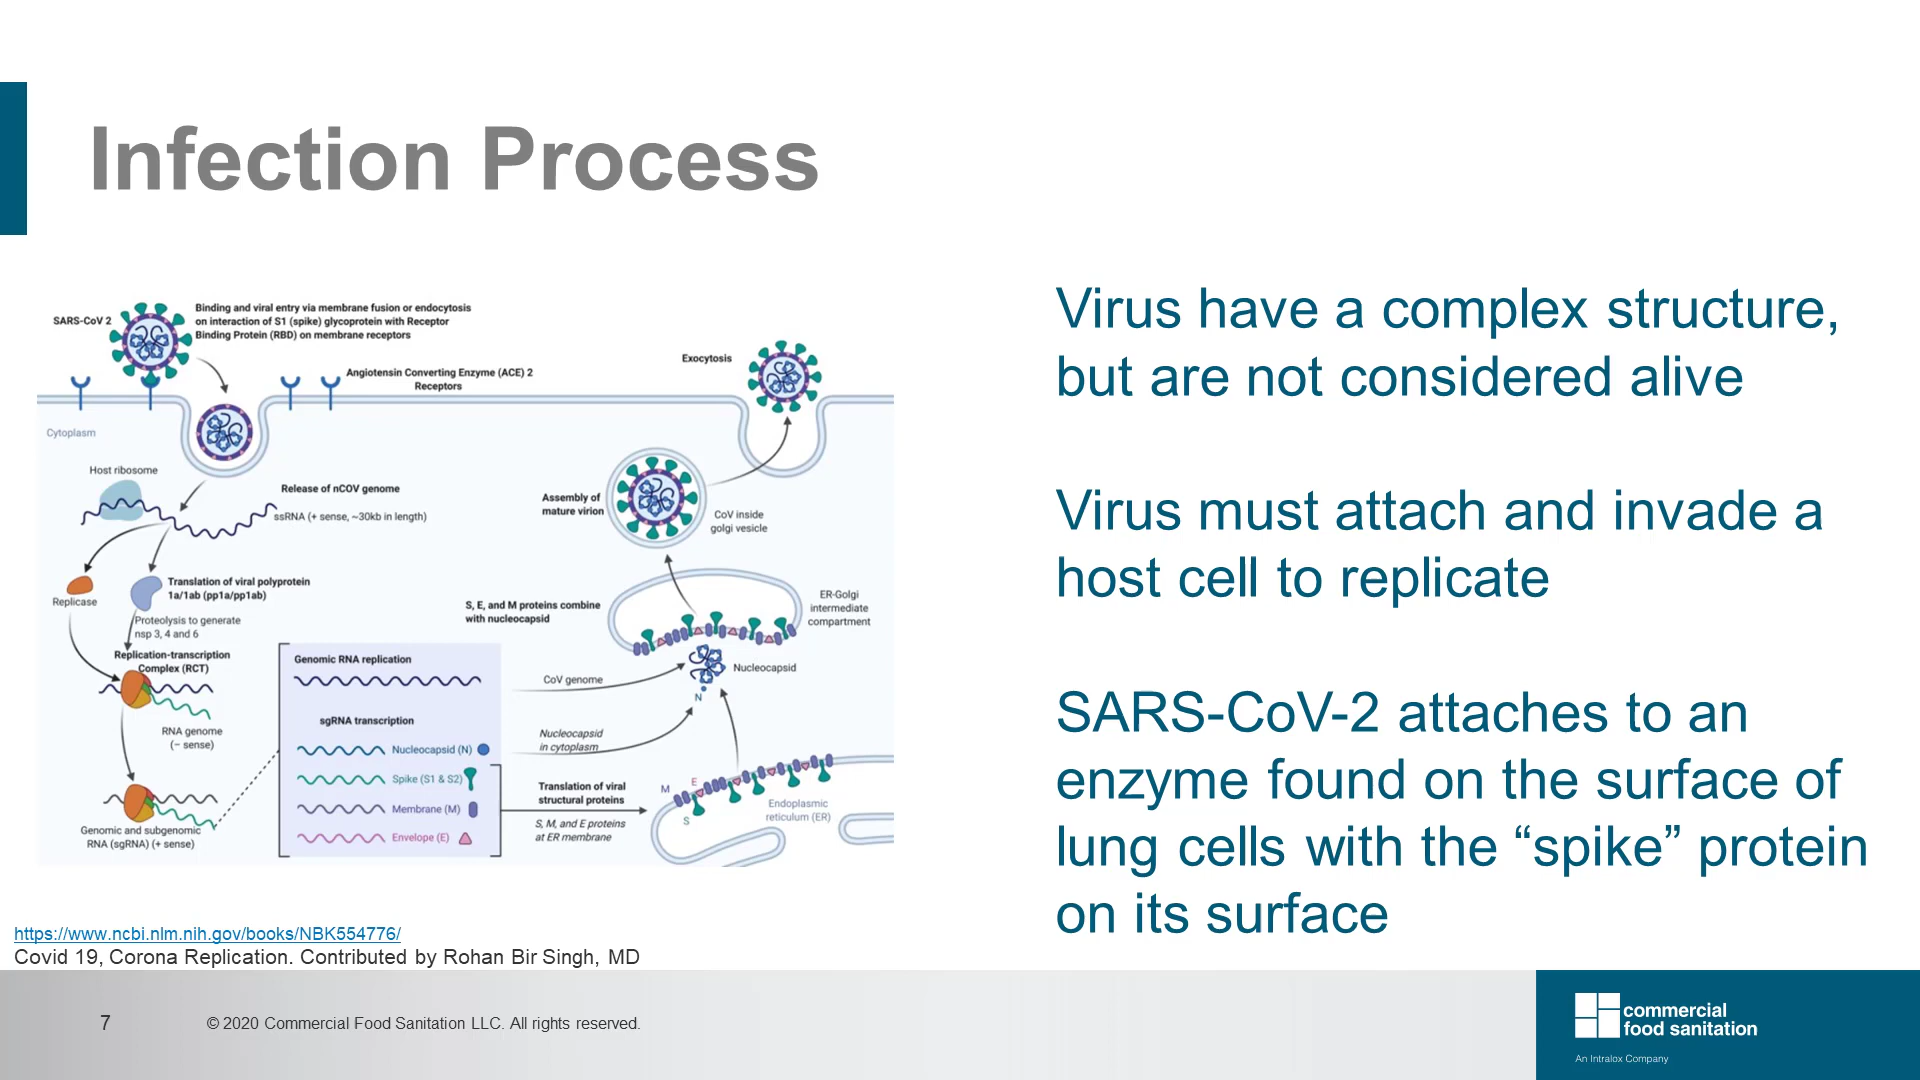 Infection Process
SARS-CoV 2
Binding and viral entry via membrane fusion or endocytosis
on interaction of S1 (spike) glycoprotein with Receptor
Binding Protein (RBD) on membrane receptors
Angiotensin Converting Enzyme (ACE) 2
Receptors
Exocytosis
Cytoplasm
Host ribosome
Release of nCOV genome
ssRNA (+ sense, ~30kb in length)
Assembly of
mature virion
CoV inside
golgi vesicle
Replicase
Translation of viral polyprotein
1a/1ab (pp1a/pp1ab)
Proteolysis to generate
nsp 3, 4 and 6
Replication-transcription
Complex (RCT)
S, E, and M proteins combine
with nucleocapsid
ER-Golgi
intermediate
compartment
Genomic RNA replication
CoV genome
Nucleocapsid
N
RNA genome
(– sense)
sgRNA transcription
Nucleocapsid (N)
Spike (S1 & S2)
Membrane (M)
Envelope (E)
Nucleocapsid
in cytoplasm
Translation of viral
structural proteins
S, M, and E proteins
at ER membrane
M
E
S
Endoplasmic
reticulum (ER)
Genomic and subgenomic
RNA (sgRNA) (+ sense)
Virus have a complex structure,
but are not considered alive
Virus must attach and invade a
host cell to replicate
SARS-CoV-2 attaches to an
enzyme found on the surface of
lung cells with the “spike” protein
on its surface
https://www.ncbi.nlm.nih.gov/books/NBK554776/
Covid 19, Corona Replication. Contributed by Rohan Bir Singh, MD
7
© 2020 Commercial Food Sanitation LLC. All rights reserved.
commercial
food sanitation
An Intralox Company